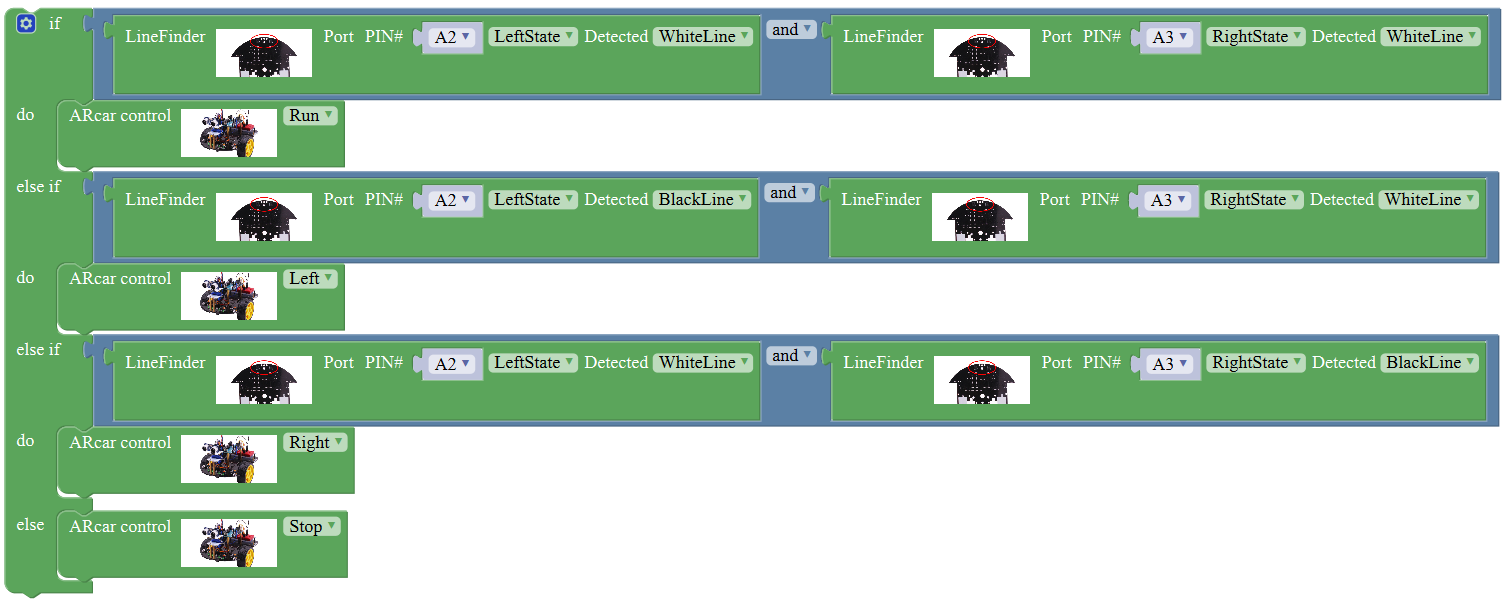 if LineFinder Port PIN# A2 LeftState Detected WhiteLine and LineFinder Port PIN# A3 RightState Detected WhiteLine
do ARcar control Run
else if LineFinder Port PIN# A2 LeftState Detected BlackLine and LineFinder Port PIN# A3 RightState Detected WhiteLine
do ARcar control Left
else if LineFinder Port PIN# A2 LeftState Detected WhiteLine and LineFinder Port PIN# A3 RightState Detected BlackLine
do ARcar control Right
else ARcar control Stop